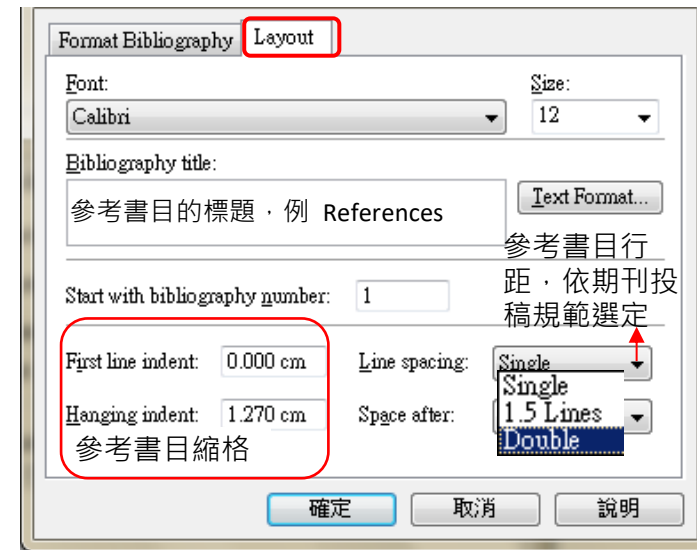 Format Bibliography Layout
Font: Size:
Calibri 12
Bibliography title:
參考書目的標題，例 References
Text Format...
參考書目行
距，依期刊投
稿規範選定
Start with bibliography number: 1
First line indent: 0.000 cm Line spacing: Single
Single
Hanging indent: 1.270 cm Space after: 1.5 Lines
Double
參考書目縮格
確定 取消 說明